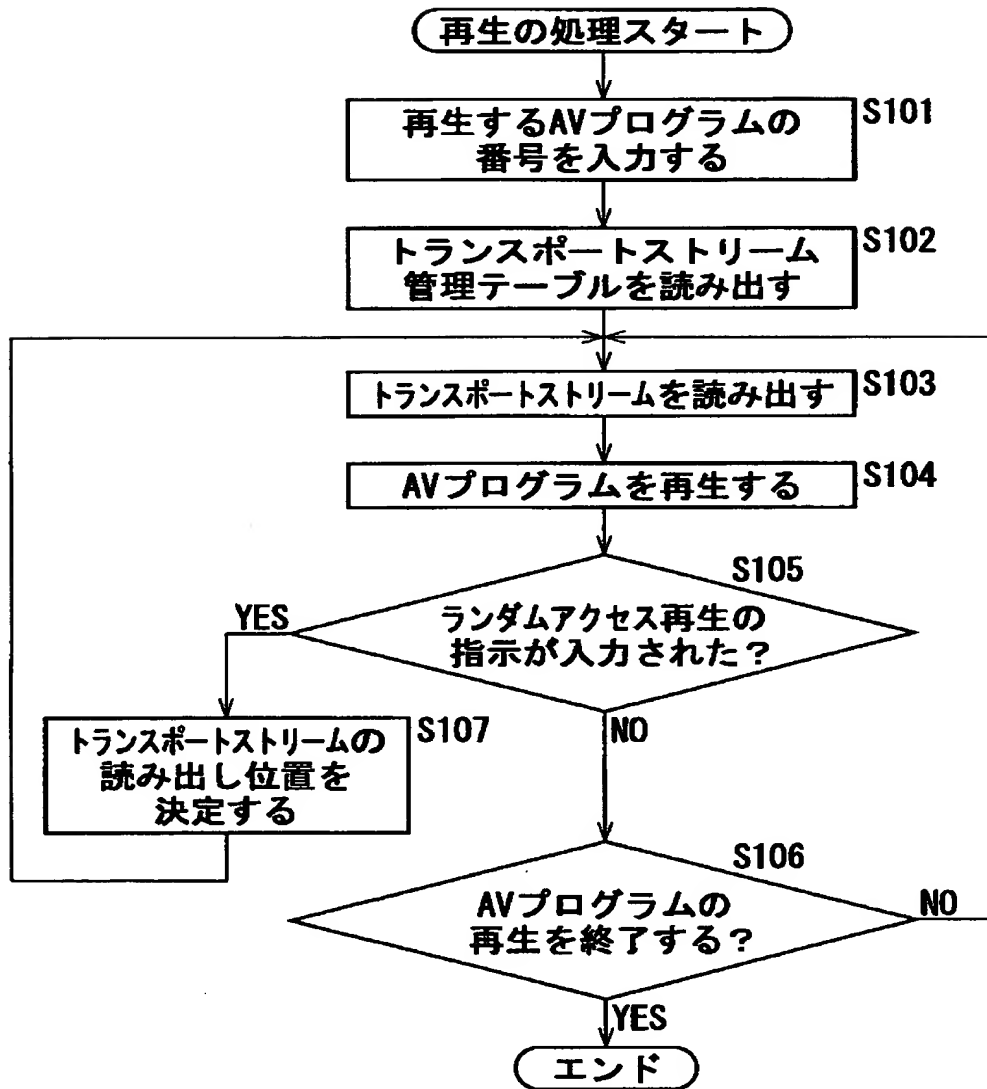 再生の処理スタート
再生するAVプログラムの
番号を入力する
S101
トランスポートストリーム
管理テーブルを読み出す
S102
トランスポートストリームを読み出す
S103
AVプログラムを再生する
S104
S105
ランダムアクセス再生の
指示が入力された?
YES
NO
トランスポートストリームの
読み出し位置を
決定する
S107
S106
AVプログラムの
再生を終了する?
NO
YES
エンド